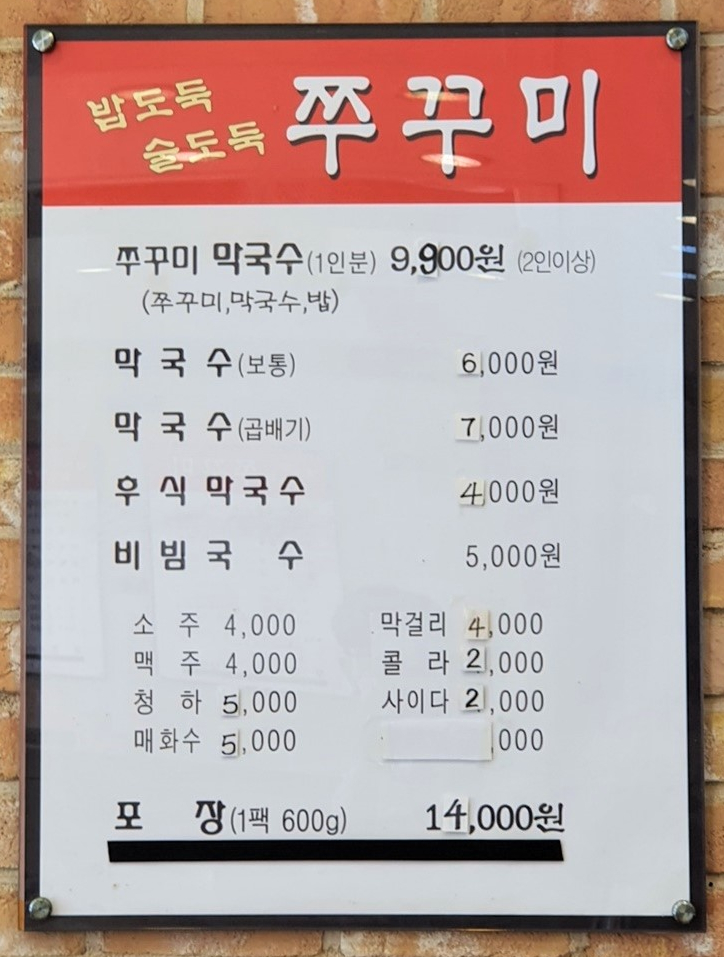 밥도둑
술도둑
쭈꾸미
쭈꾸미 막국수(1인분) 9,900원 (2인이상)
(쭈꾸미,막국수,밥)
막 국 수(보통) 6,000원
막 국 수(곱배기) 7,000원
후 식 막국수 4000원
비 빔 국 수 5,000원
소 주 4,000 막걸리 4,000
맥 주 4,000 콜 라 2,000
청 하 5,000 사이다 2,000
매화수 5,000 ,000
포 장(1팩 600g) 14,000원